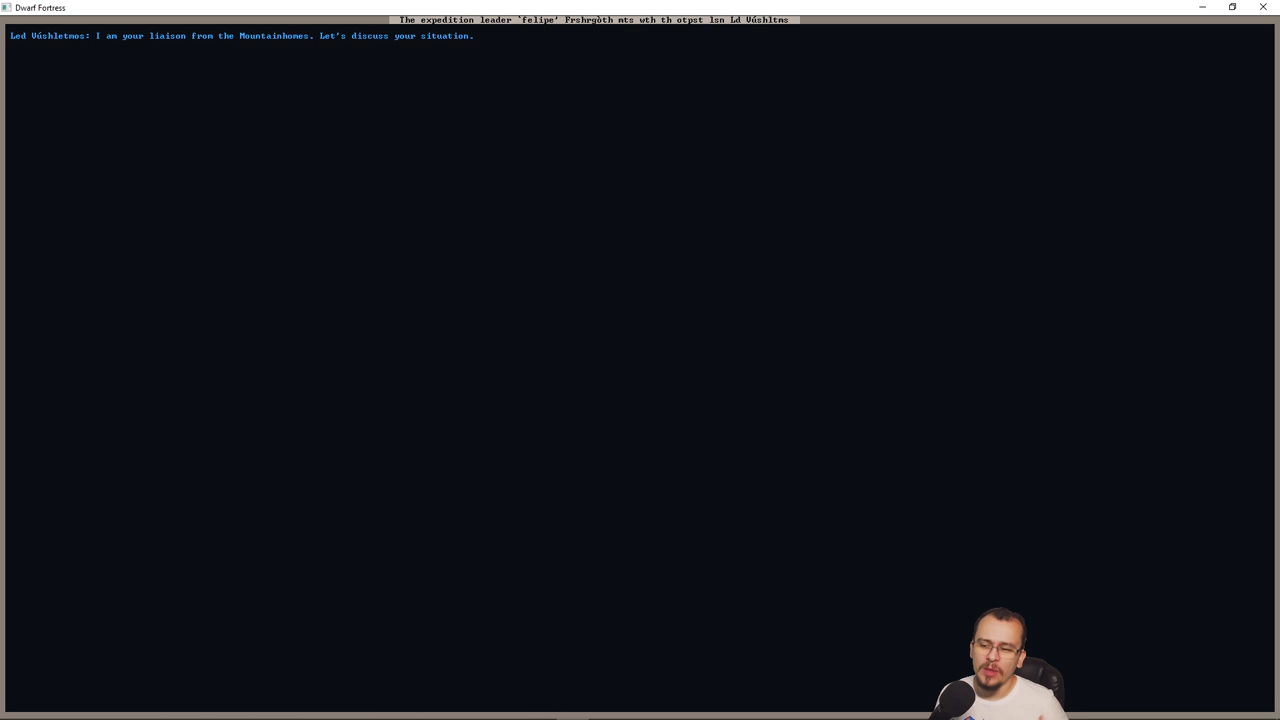 Dwarf Fortress
The expedition leader `felipe' Frshrgòth mts wth th otpst lsn Ld Vúshltms
Led Vúshletmos: I am your liaison from the Mountainhomes. Let's discuss your situation.